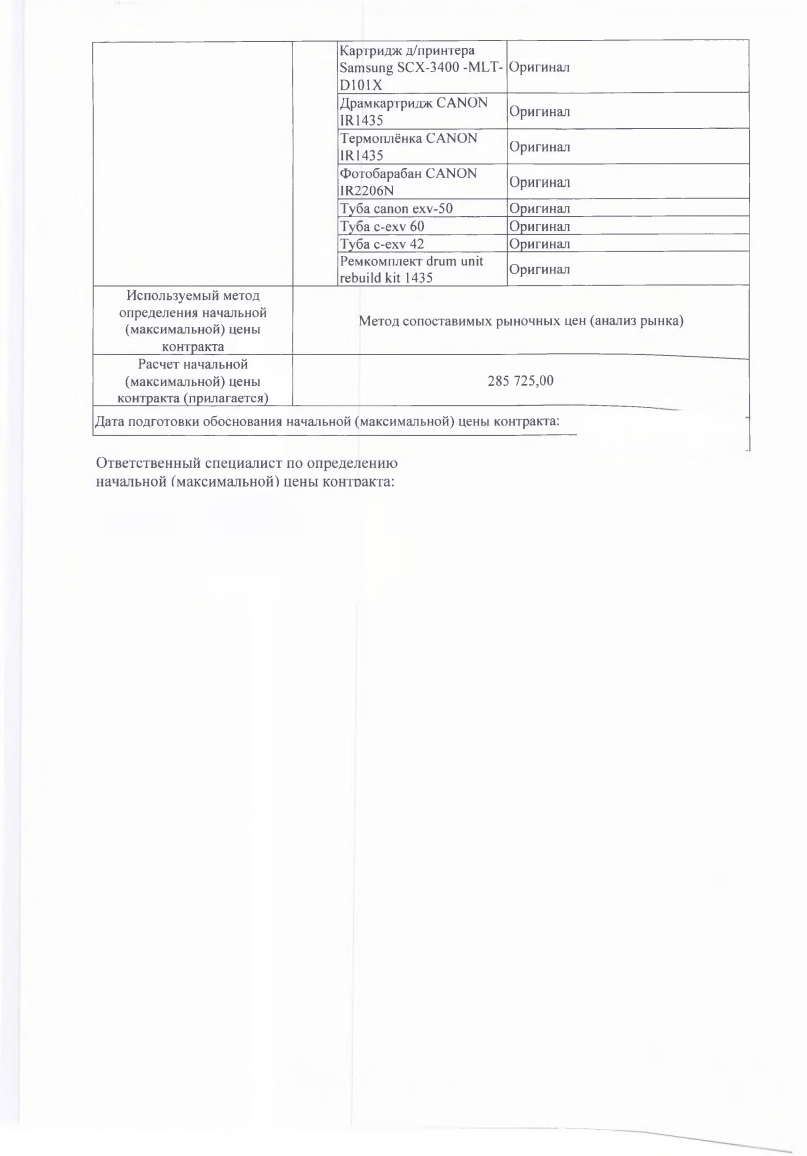 Картридж д/принтера
Samsung SCX-3400 -MLT- Оригинал
D101X
Драмкартридж CANON
IR1435
Оригинал
Термоплёнка CANON
IR1435
Оригинал
Фотобарабан CANON
IR2206N
Оригинал
Туба canon exv-50 Оригинал
Туба c-exv 60 Оригинал
Туба c-exv 42 Оригинал
Ремкомплект drum unit
rebuild kit 1435
Оригинал
Используемый метод
определения начальной
(максимальной) цены
контракта
Метод сопоставимых рыночных цен (анализ рынка)
Расчет начальной
(максимальной) цены
контракта (прилагается)
285 725,00
Дата подготовки обоснования начальной (максимальной) цены контракта:
Ответственный специалист по определению
начальной (максимальной) цены контракта: